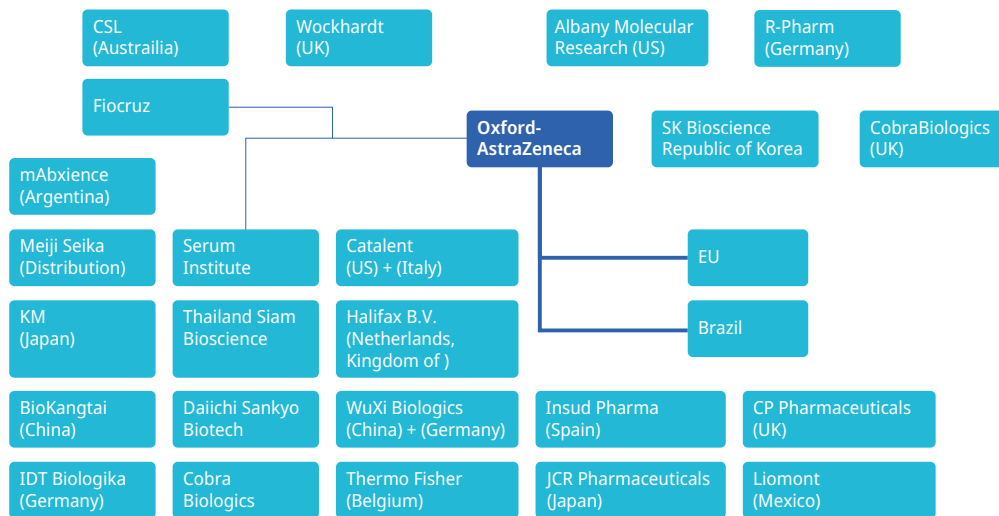 CSL
(Austrailia)
Wockhardt
(UK)
Albany Molecular
Research (US)
R-Pharm
(Germany)
Fiocruz
Oxford-
AstraZeneca
SK Bioscience
Republic of Korea
CobraBiologics
(UK)
mAbxience
(Argentina)
Meiji Seika
(Distribution)
Serum
Institute
Catalent
(US) + (Italy)
EU
KM
(Japan)
Thailand Siam
Bioscience
Halifax B.V.
(Netherlands,
Kingdom of )
Brazil
BioKangtai
(China)
Daiichi Sankyo
Biotech
WuXi Biologics
(China) + (Germany)
Insud Pharma
(Spain)
CP Pharmaceuticals
(UK)
IDT Biologika
(Germany)
Cobra
Biologics
Thermo Fisher
(Belgium)
JCR Pharmaceuticals
(Japan)
Liomont
(Mexico)